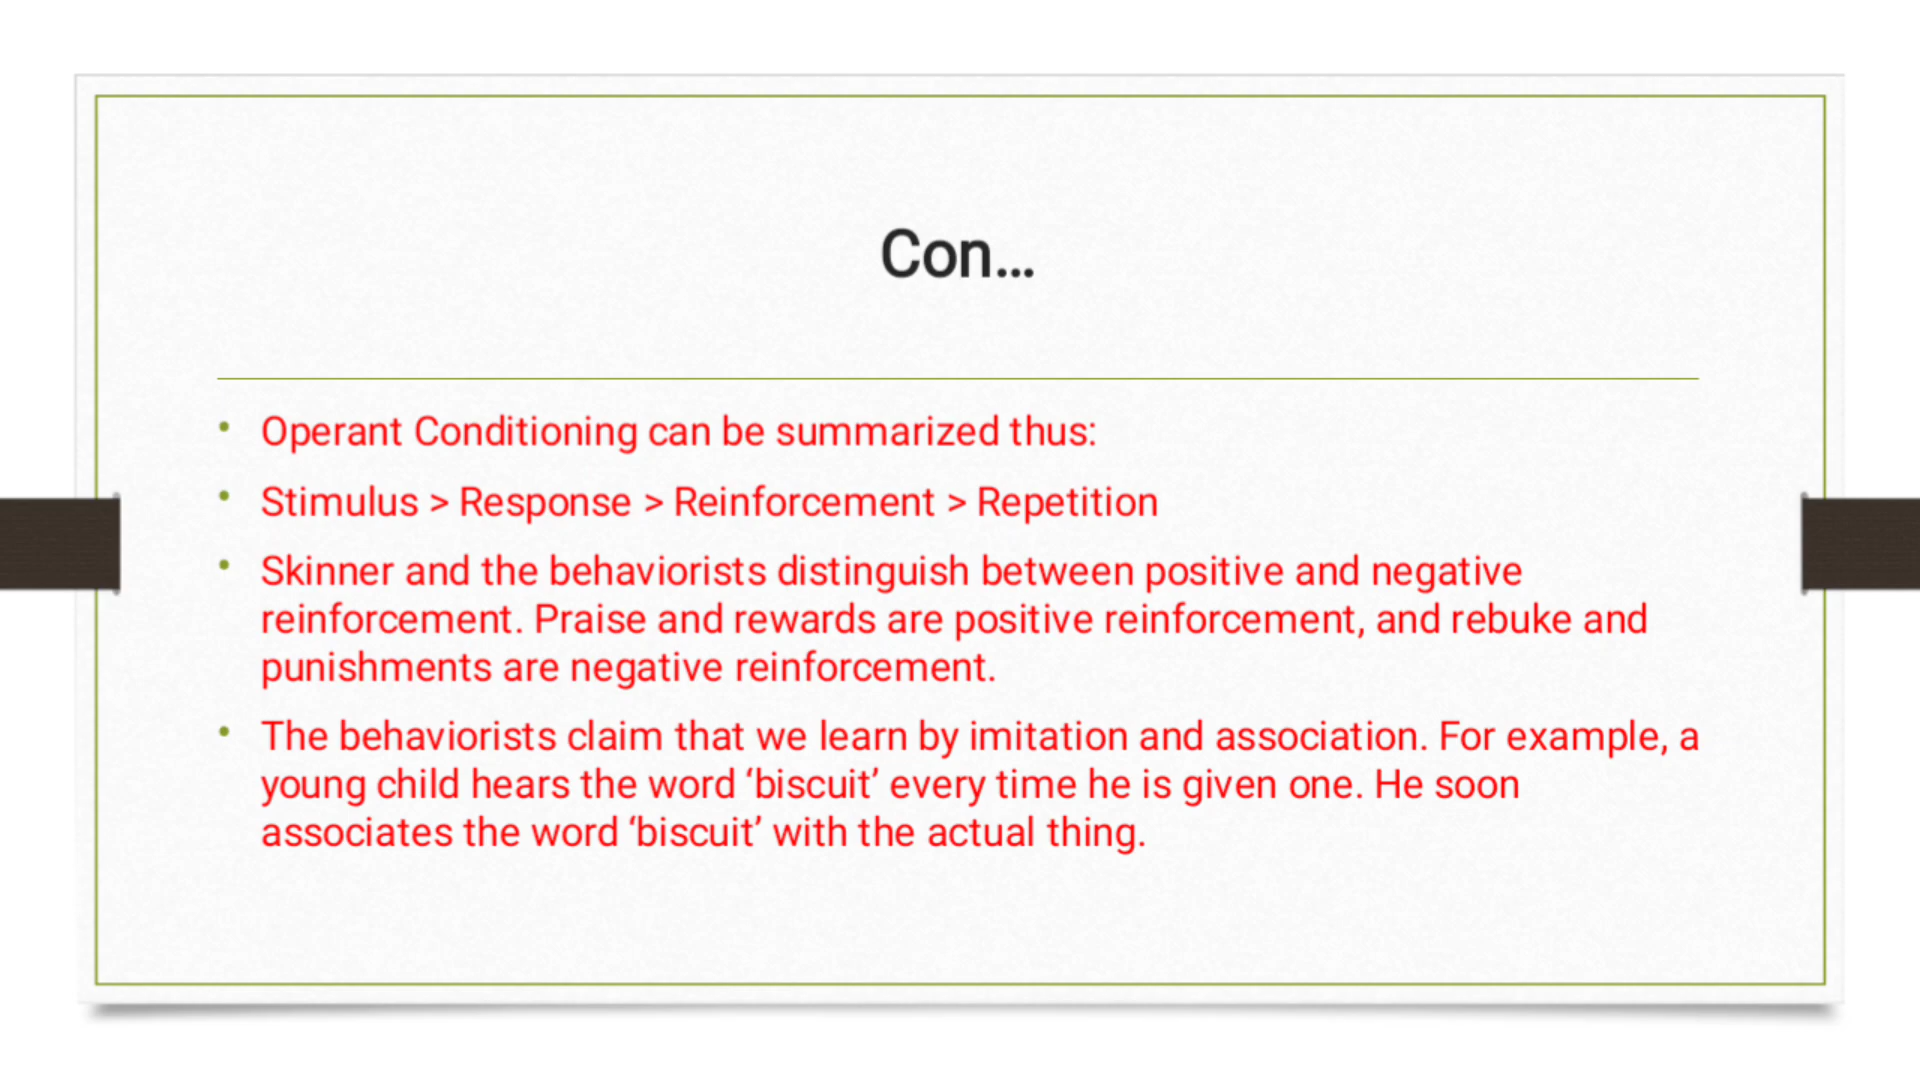 Con...
• Operant Conditioning can be summarized thus:
• Stimulus > Response > Reinforcement > Repetition
• Skinner and the behaviorists distinguish between positive and negative
reinforcement. Praise and rewards are positive reinforcement, and rebuke and
punishments are negative reinforcement.
• The behaviorists claim that we learn by imitation and association. For example, a
young child hears the word ‘biscuit’ every time he is given one. He soon
associates the word ‘biscuit’ with the actual thing.